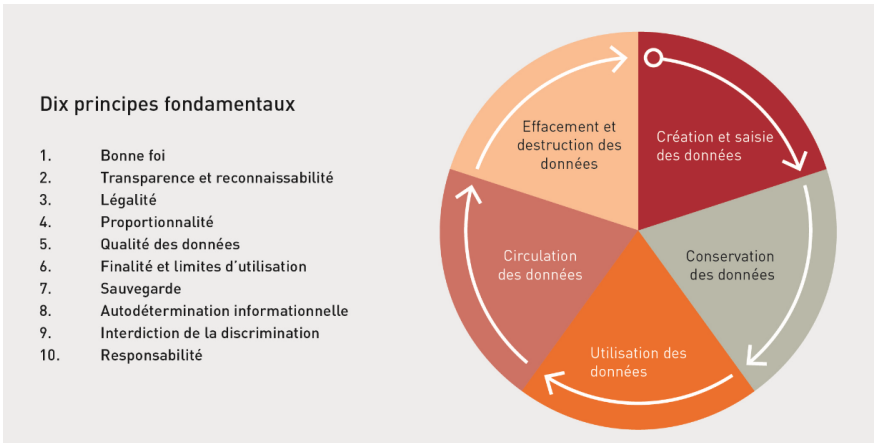 Dix principes fondamentaux
1. Bonne foi
2. Transparence et reconnaissabilité
3. Légalité
4. Proportionnalité
5. Qualité des données
6. Finalité et limites d'utilisation
7. Sauvegarde
8. Autodétermination informationnelle
9. Interdiction de la discrimination
10. Responsabilité
Effacement et
destruction des
données
Création et saisie
des données
Conservation
des données
Utilisation des
données
Circulation
des données